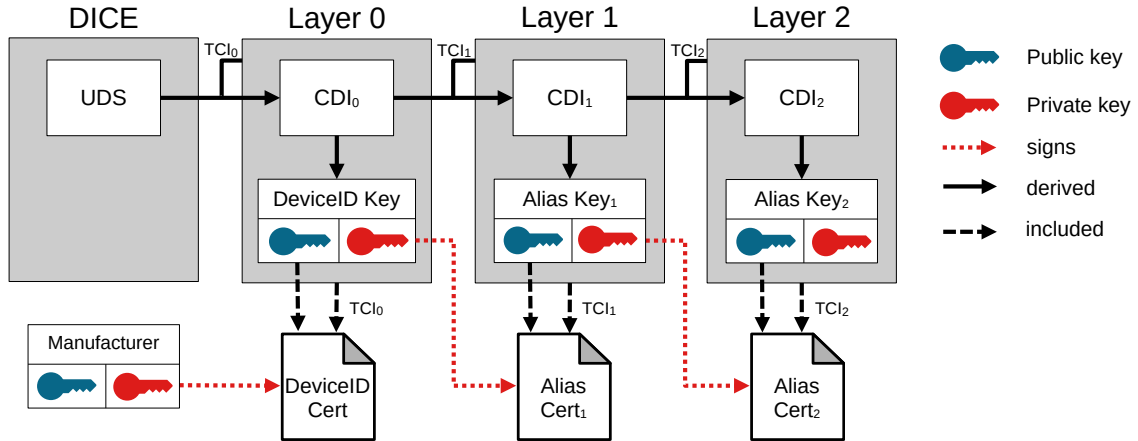 DICE
Layer 0
Layer 1
Layer 2
TCI₀
TCI₁
TCI₂
UDS
CDI₀
CDI₁
CDI₂
Public key
Private key
signs
derived
included
DeviceID Key
Alias Key₁
Alias Key₂
TCI₀
TCI₁
TCI₂
Manufacturer
DeviceID
Cert
Alias
Cert₁
Alias
Cert₂